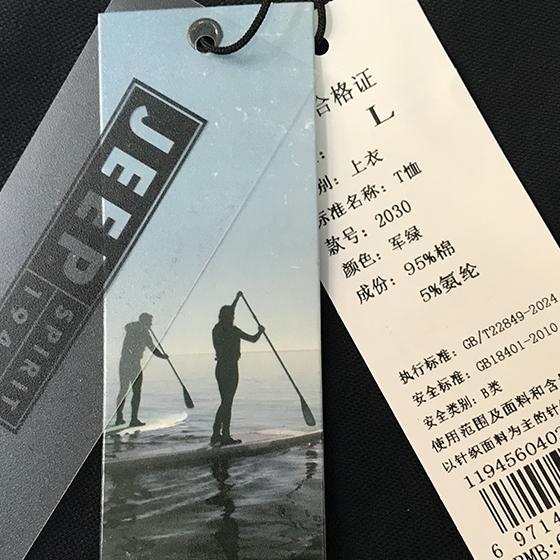 JEEP
SPIRIT
194
合格证
L
别: 上衣
标准名称: T恤
款号: 2030
颜色: 军绿
成份: 95%棉
5%氨纶
执行标准: GB/T22849-2024
安全标准: GB18401-2010
安全类别: B类
使用范围及面料和含
以针织面料为主的针
119456040
6 9714